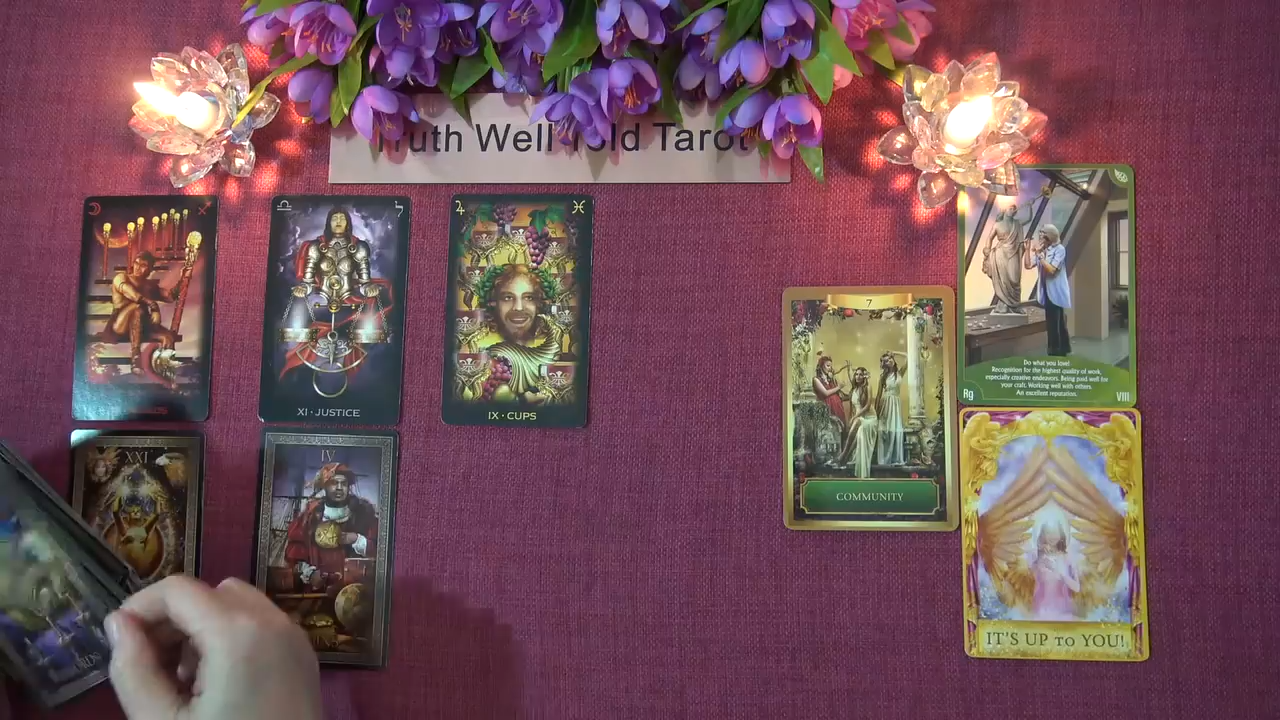 Truth Well Told Tarot
XI · JUSTICE
IX · CUPS
XXI
IV
7
COMMUNITY
Do what you love!
Recognition for the highest quality of work,
especially creative endeavors. Being paid well for
your craft. Working well with others.
An excellent reputation.
Rg
VIII
IT'S UP TO YOU!